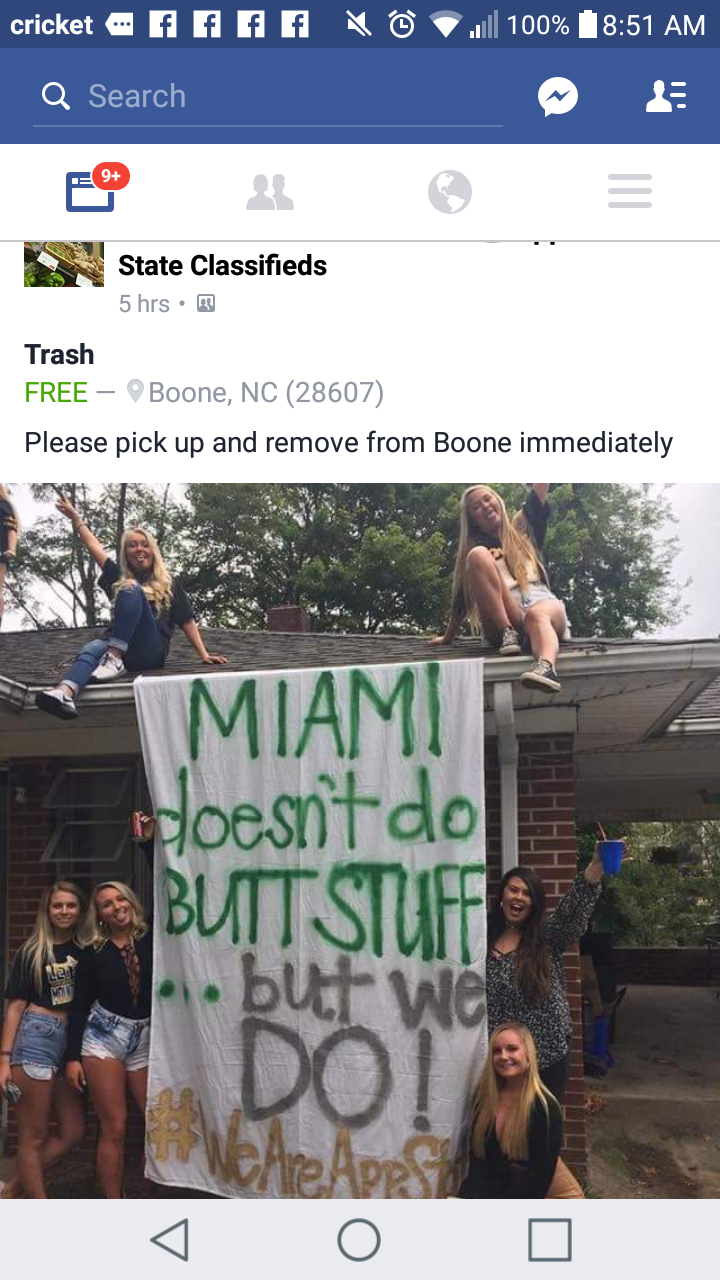 cricket 100% 8:51 AM
Search
9+
State Classifieds
5 hrs •
Trash
FREE — Boone, NC (28607)
Please pick up and remove from Boone immediately
MIAMI
doesn't do
BUTT STUFF
... but we
DO!
#WeAreAppSt